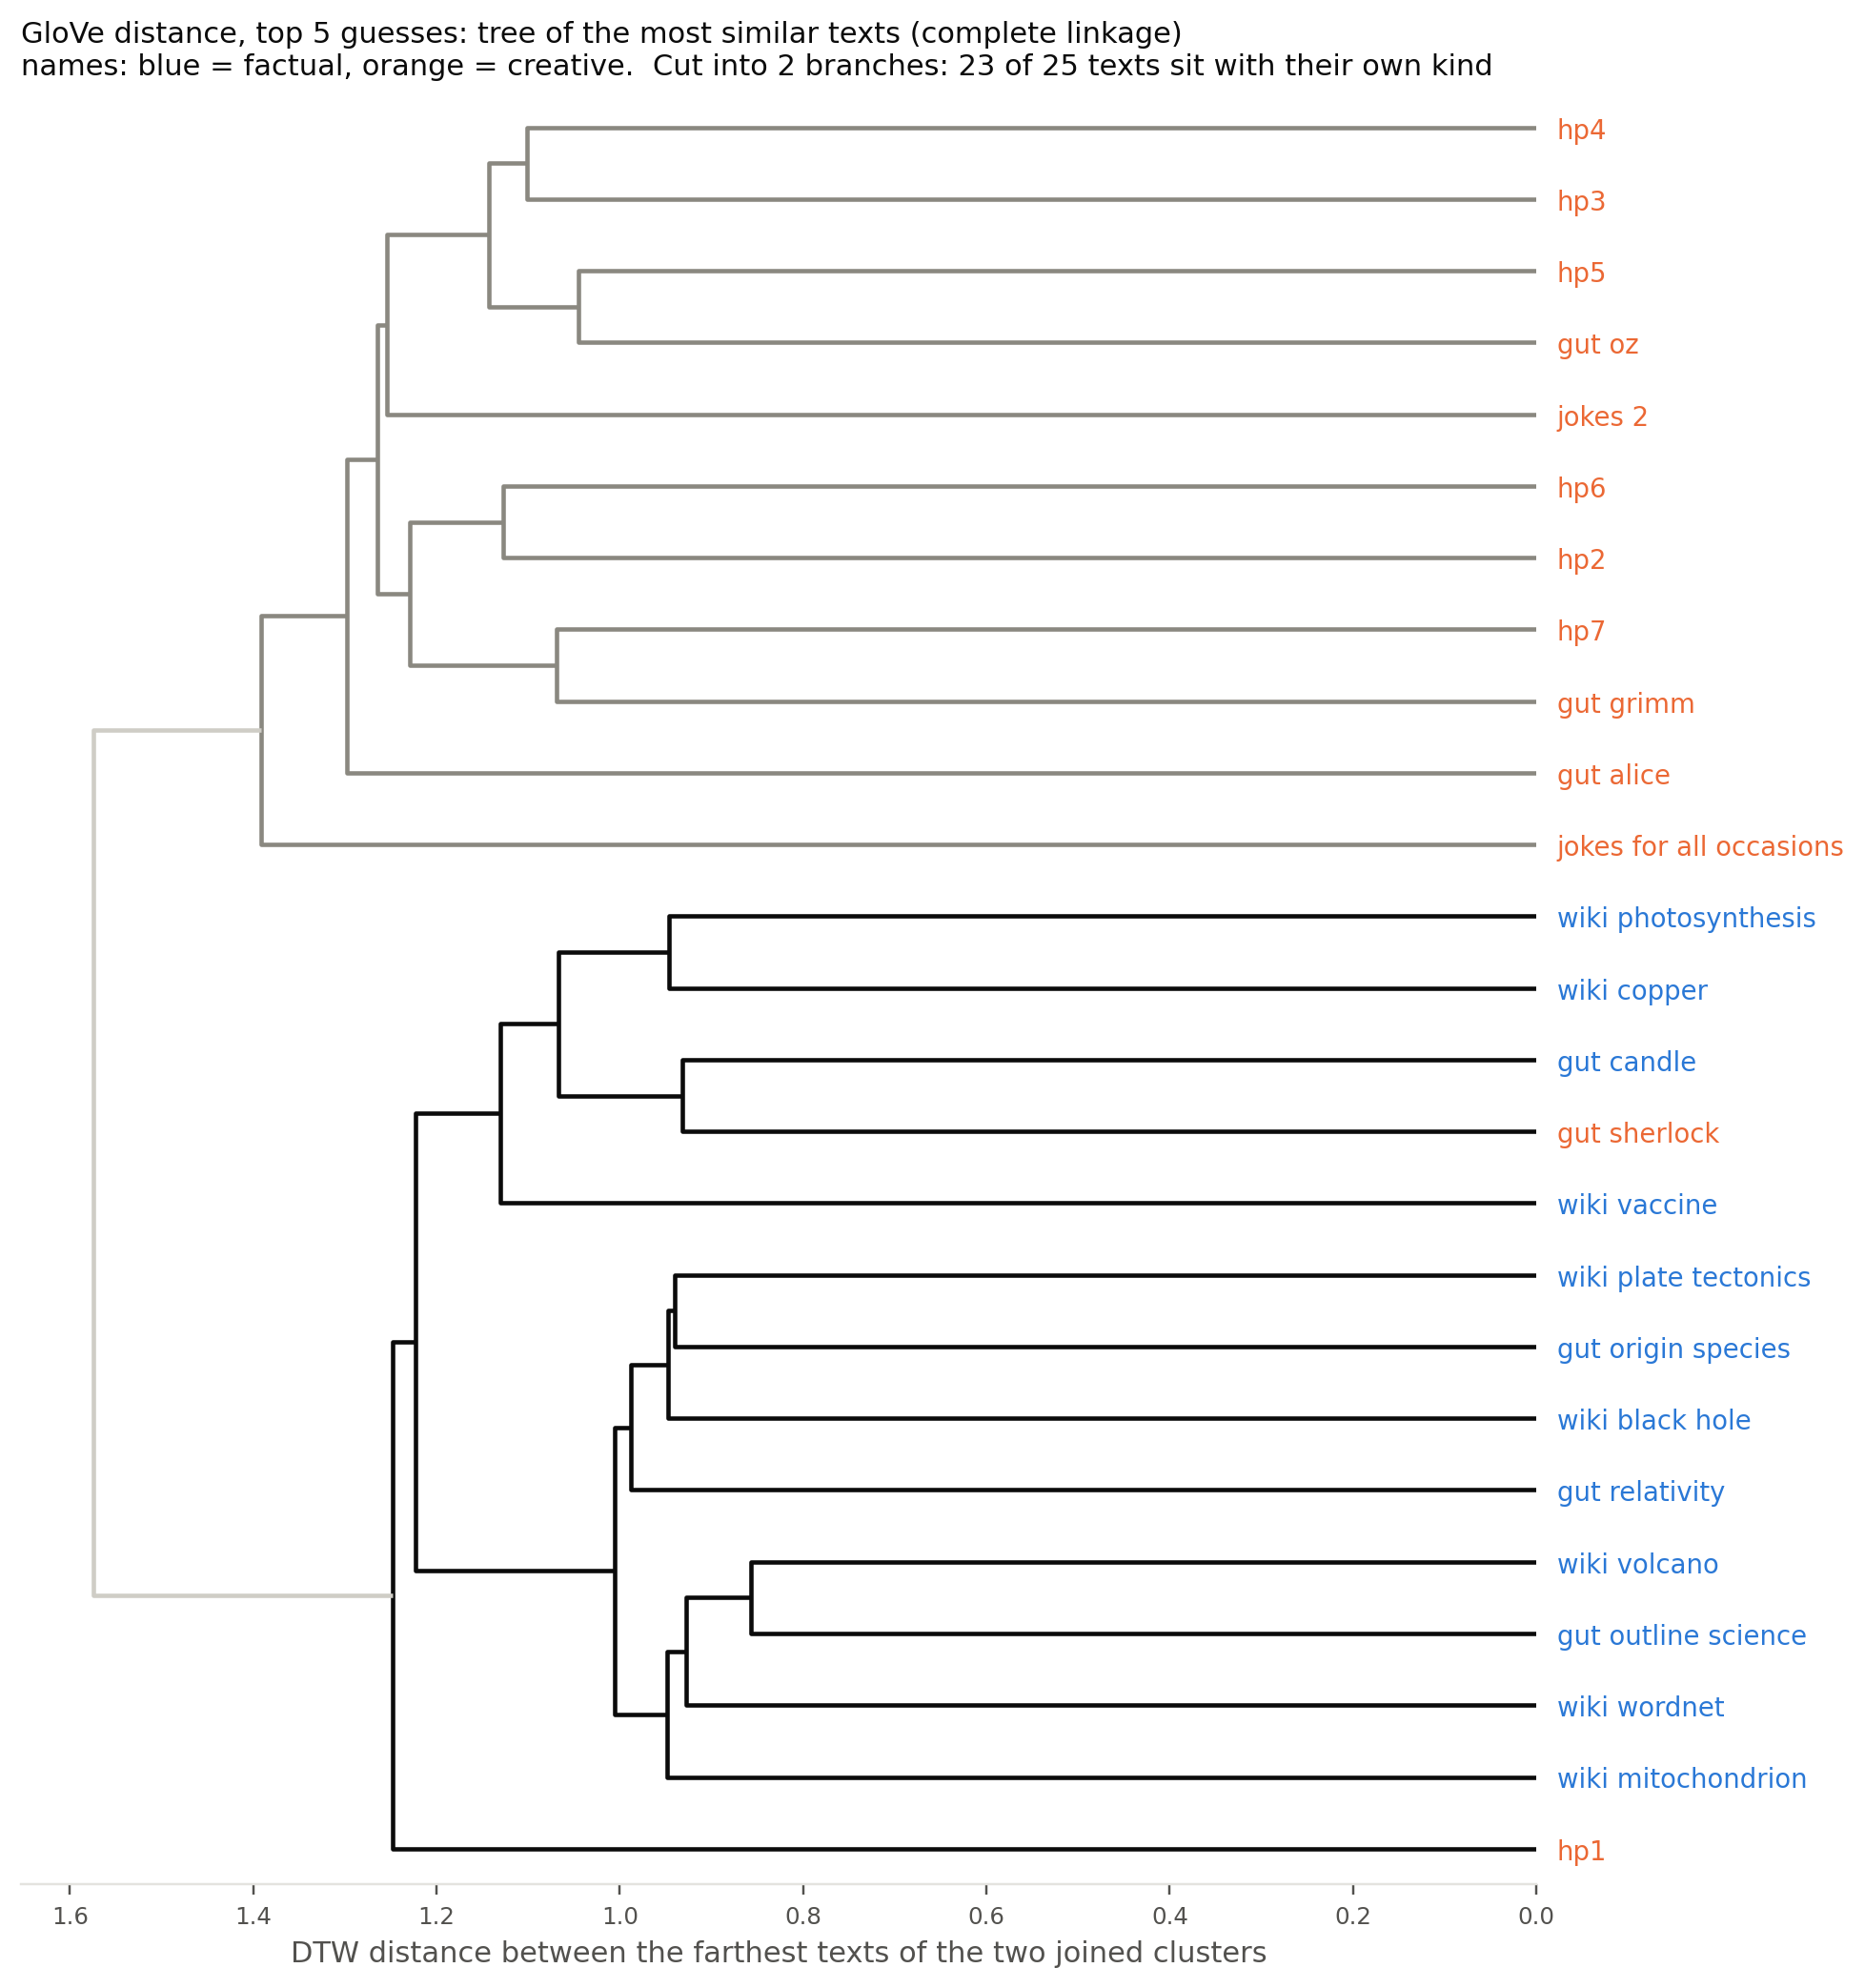 GloVe distance, top 5 guesses: tree of the most similar texts (complete linkage)
names: blue = factual, orange = creative.  Cut into 2 branches: 23 of 25 texts sit with their own kind
hp4
hp3
hp5
gut oz
jokes 2
hp6
hp2
hp7
gut grimm
gut alice
jokes for all occasions
wiki photosynthesis
wiki copper
gut candle
gut sherlock
wiki vaccine
wiki plate tectonics
gut origin species
wiki black hole
gut relativity
wiki volcano
gut outline science
wiki wordnet
wiki mitochondrion
hp1
1.6 1.4 1.2 1.0 0.8 0.6 0.4 0.2 0.0
DTW distance between the farthest texts of the two joined clusters